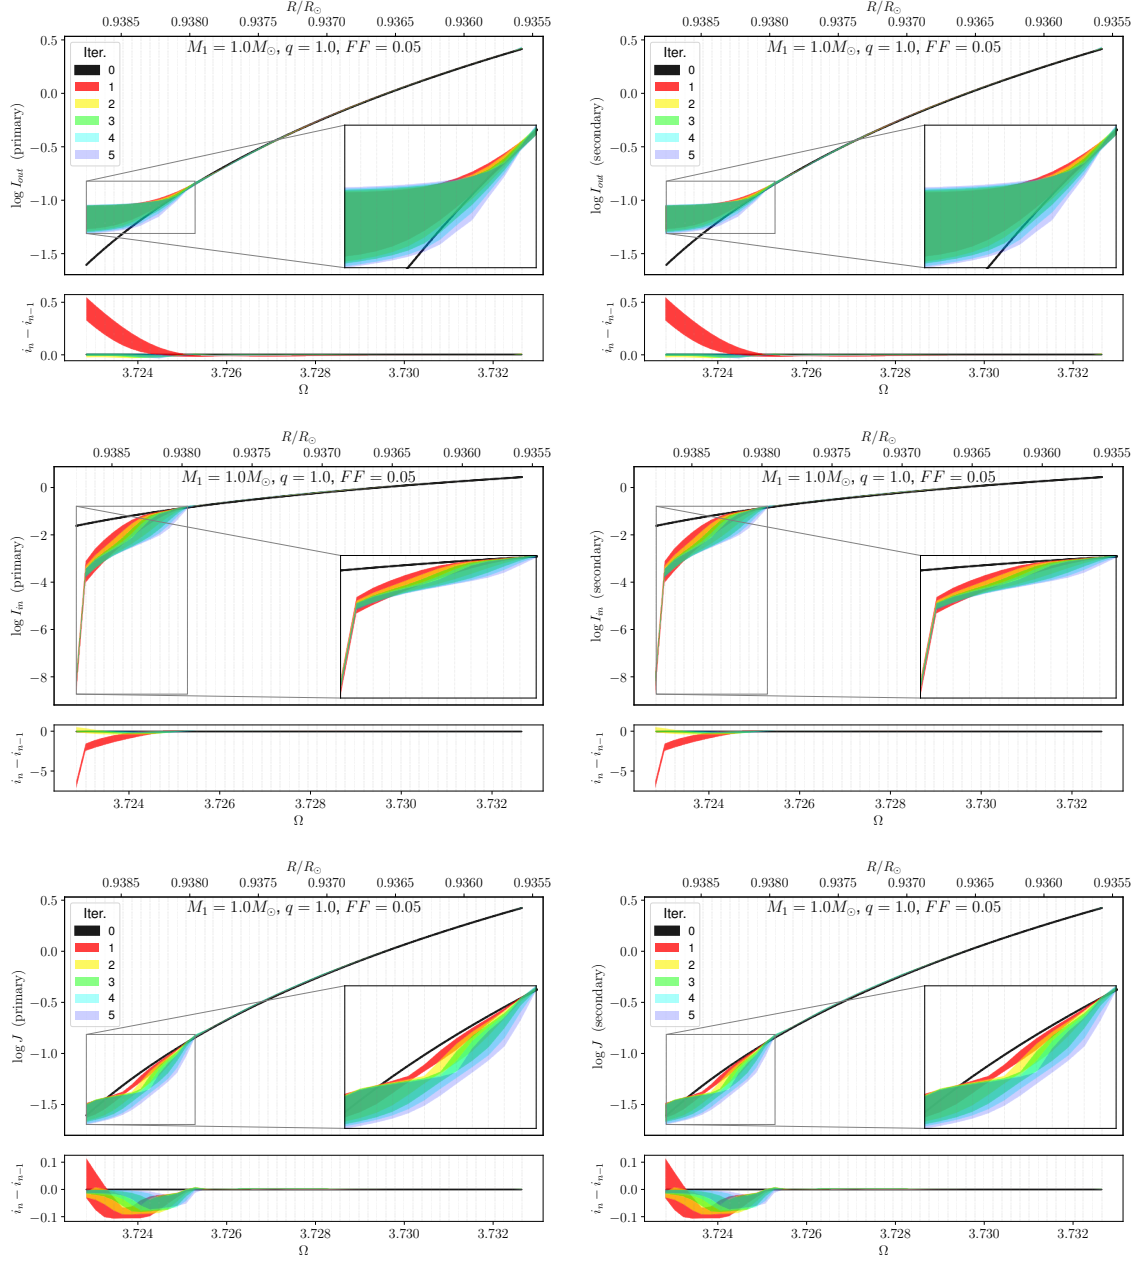 R/R⊙ R/R⊙
0.9385 0.9380 0.9375 0.9370 0.9365 0.9360 0.9355 0.9385 0.9380 0.9375 0.9370 0.9365 0.9360 0.9355
M₁ = 1.0M⊙, q = 1.0, FF = 0.05 M₁ = 1.0M⊙, q = 1.0, FF = 0.05
Iter.
0
1
2
3
4
5
Iter.
0
1
2
3
4
5
log I_out (primary)
0.5
0.0
−0.5
−1.0
−1.5
log I_out (secondary)
0.5
0.0
−0.5
−1.0
−1.5
i_n − i_{n−1}
0.5
0.0
i_n − i_{n−1}
0.5
0.0
3.724 3.726 3.728 3.730 3.732 3.724 3.726 3.728 3.730 3.732
Ω Ω
R/R⊙ R/R⊙
0.9385 0.9380 0.9375 0.9370 0.9365 0.9360 0.9355 0.9385 0.9380 0.9375 0.9370 0.9365 0.9360 0.9355
M₁ = 1.0M⊙, q = 1.0, FF = 0.05 M₁ = 1.0M⊙, q = 1.0, FF = 0.05
log I_in (primary)
0
−2
−4
−6
−8
log I_in (secondary)
0
−2
−4
−6
−8
i_n − i_{n−1}
0
−5
i_n − i_{n−1}
0
−5
3.724 3.726 3.728 3.730 3.732 3.724 3.726 3.728 3.730 3.732
Ω Ω
R/R⊙ R/R⊙
0.9385 0.9380 0.9375 0.9370 0.9365 0.9360 0.9355 0.9385 0.9380 0.9375 0.9370 0.9365 0.9360 0.9355
M₁ = 1.0M⊙, q = 1.0, FF = 0.05 M₁ = 1.0M⊙, q = 1.0, FF = 0.05
Iter.
0
1
2
3
4
5
Iter.
0
1
2
3
4
5
log J (primary)
0.5
0.0
−0.5
−1.0
−1.5
log J (secondary)
0.5
0.0
−0.5
−1.0
−1.5
i_n − i_{n−1}
0.1
0.0
−0.1
i_n − i_{n−1}
0.1
0.0
−0.1
3.724 3.726 3.728 3.730 3.732 3.724 3.726 3.728 3.730 3.732
Ω Ω